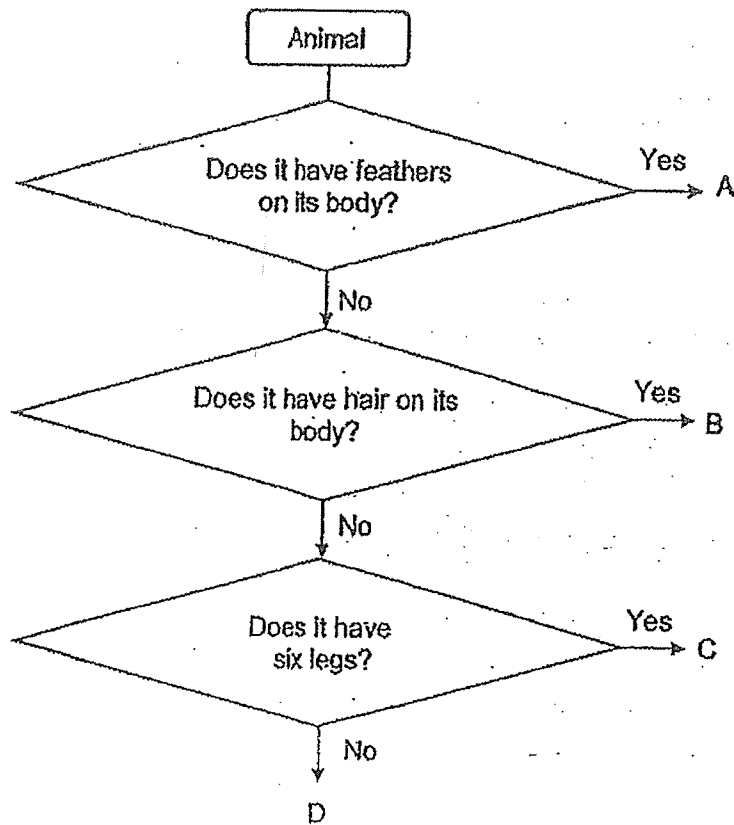 Animal
Does it have feathers
on its body?
Yes
A
No
Does it have hair on its
body?
Yes
B
No
Does it have
six legs?
Yes
C
No
D